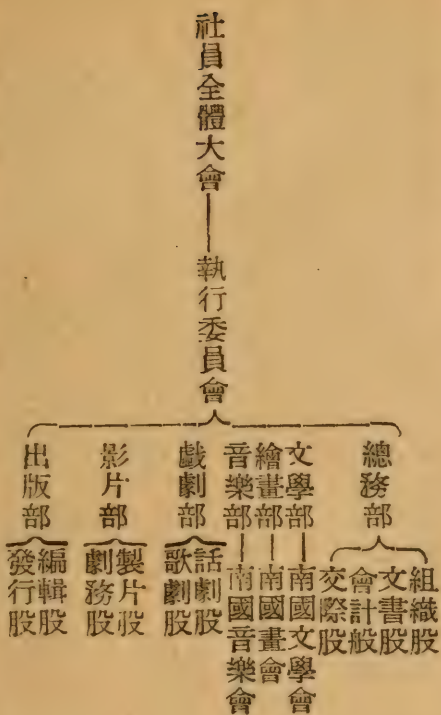 社員全體大會——執行委員會
總務部
組織股
文書股
會計股
交際股
文學部—南國文學會
繪畫部—南國畫會
音樂部—南國音樂會
戲劇部
話劇股
歌劇股
影片部
製片股
劇務股
出版部
編輯股
發行股